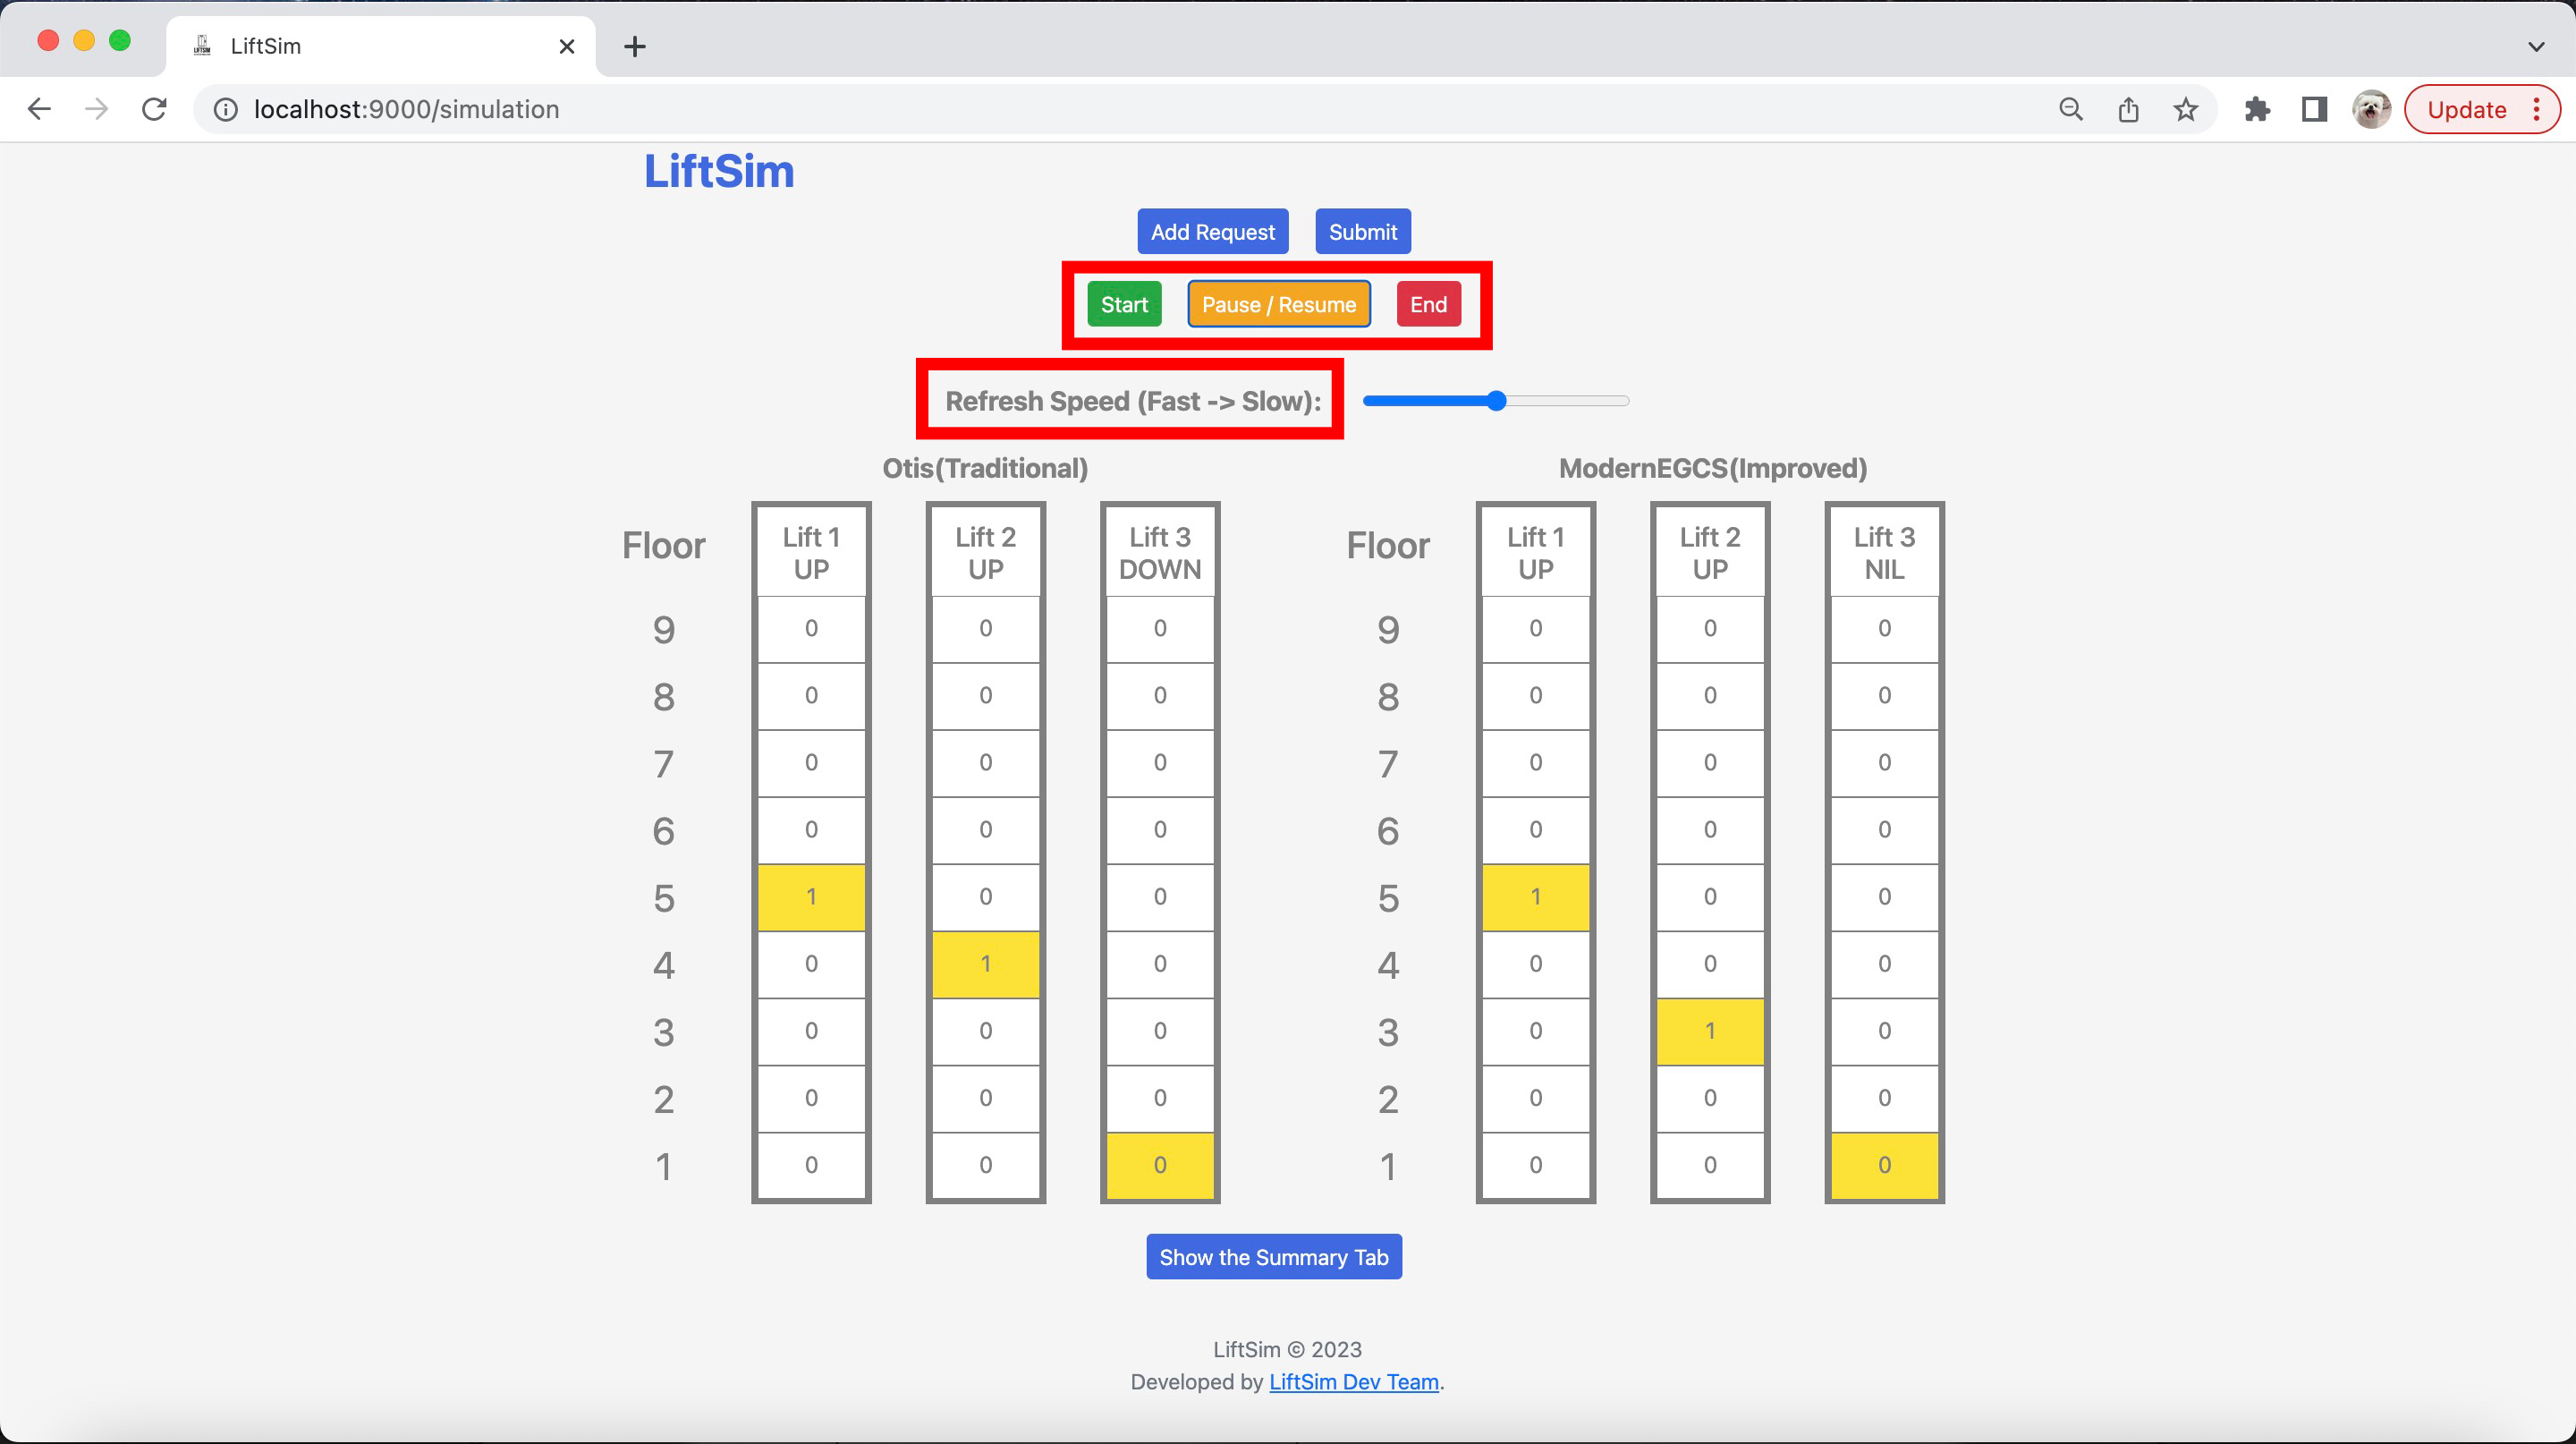 LiftSim
localhost:9000/simulation
Update
LiftSim
Add Request Submit
Start Pause / Resume End
Refresh Speed (Fast -> Slow):
Otis(Traditional) ModernEGCS(Improved)
Floor Lift 1 UP Lift 2 UP Lift 3 DOWN Floor Lift 1 UP Lift 2 UP Lift 3 NIL
9 0 0 0 9 0 0 0
8 0 0 0 8 0 0 0
7 0 0 0 7 0 0 0
6 0 0 0 6 0 0 0
5 1 0 0 5 1 0 0
4 0 1 0 4 0 0 0
3 0 0 0 3 0 1 0
2 0 0 0 2 0 0 0
1 0 0 0 1 0 0 0
Show the Summary Tab
LiftSim © 2023
Developed by LiftSim Dev Team.